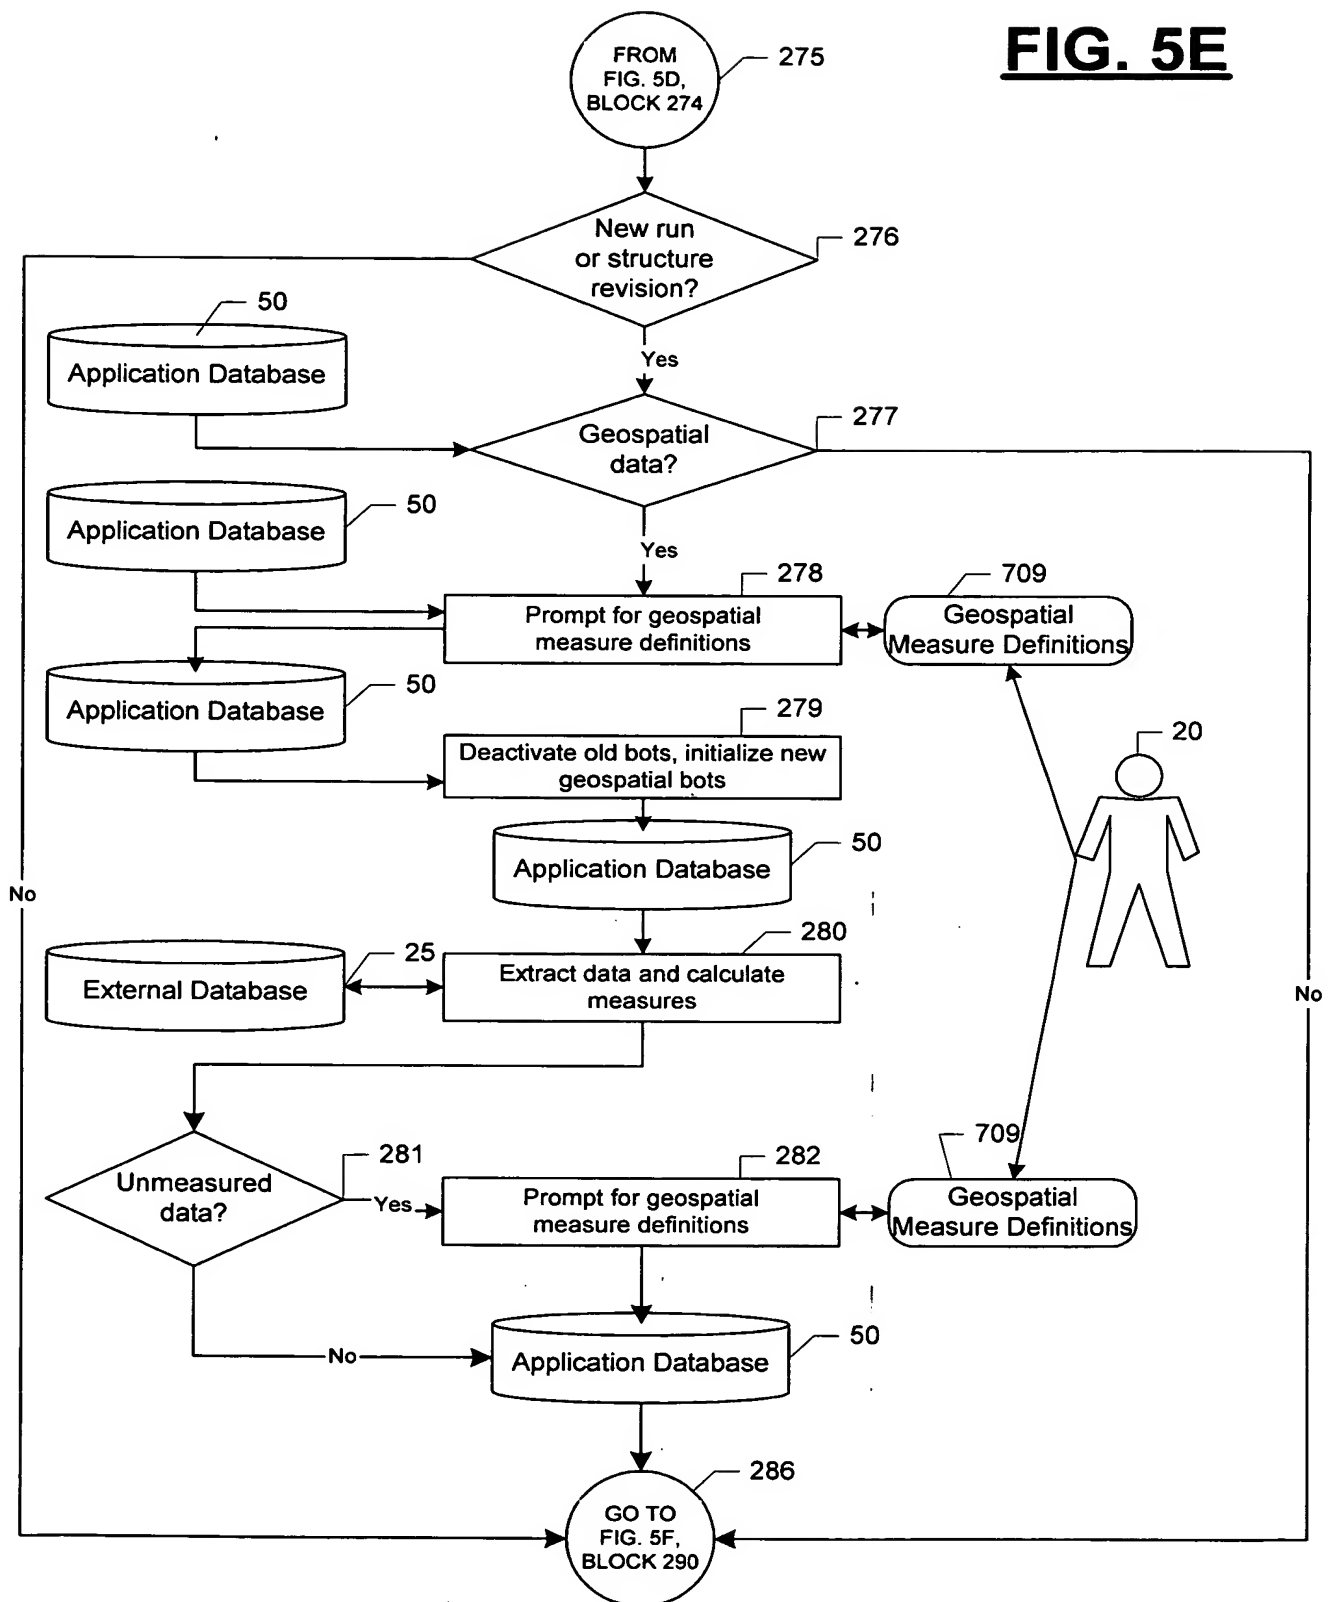 FIG. 5E
FROM
FIG. 5D,
BLOCK 274
275
New run
or structure
revision?
276
50
Application Database
Yes
Geospatial
data?
277
Application Database
50
Yes
278
Prompt for geospatial
measure definitions
709
Geospatial
Measure Definitions
Application Database
50
279
Deactivate old bots, initialize new
geospatial bots
20
Application Database
50
No
280
Extract data and calculate
measures
25
External Database
No
Unmeasured
data?
281
Yes
282
Prompt for geospatial
measure definitions
709
Geospatial
Measure Definitions
No
Application Database
50
GO TO
FIG. 5F,
BLOCK 290
286